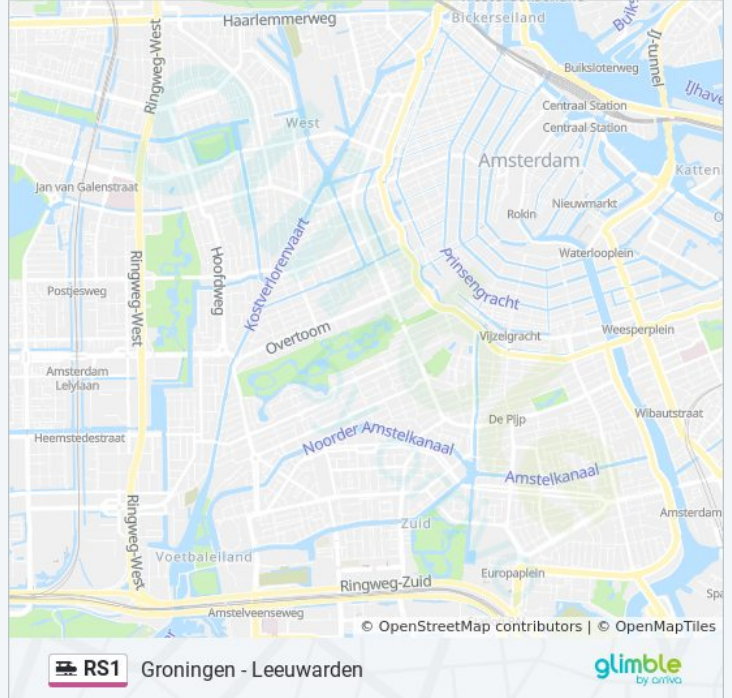 Haarlemmerweg
Bickerseiland
Ringweg-West
IJ-tunnel
Buiksloterweg
Centraal Station
Centraal Station
West
Amsterdam
Jan van Galenstraat
Nieuwmarkt
Rokin
Waterlooplein
Kostverlorenvaart
Hoofdweg
Prinsengracht
Postjesweg
Ringweg-West
Overtoom
Vijzelgracht
Weesperplein
Amsterdam
Lelylaan
Wibautstraat
De Pijp
Heemstedestraat
Noorder Amstelkanaal
Amstelkanaal
Amsterdam
Ringweg-West
Zuid
Voetbaleiland
Europaplein
Ringweg-Zuid
Amstelveenseweg
© OpenStreetMap contributors | © OpenMapTiles
RS1 Groningen - Leeuwarden
glimble
by arriva